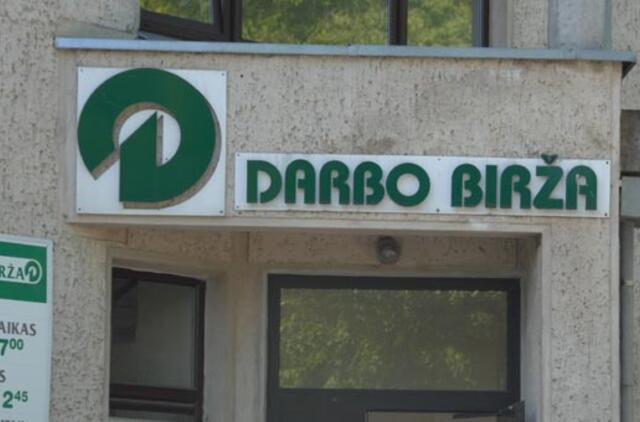 DARBO BIRŽA
RŽA
AIKAS
7 00
S
2 45